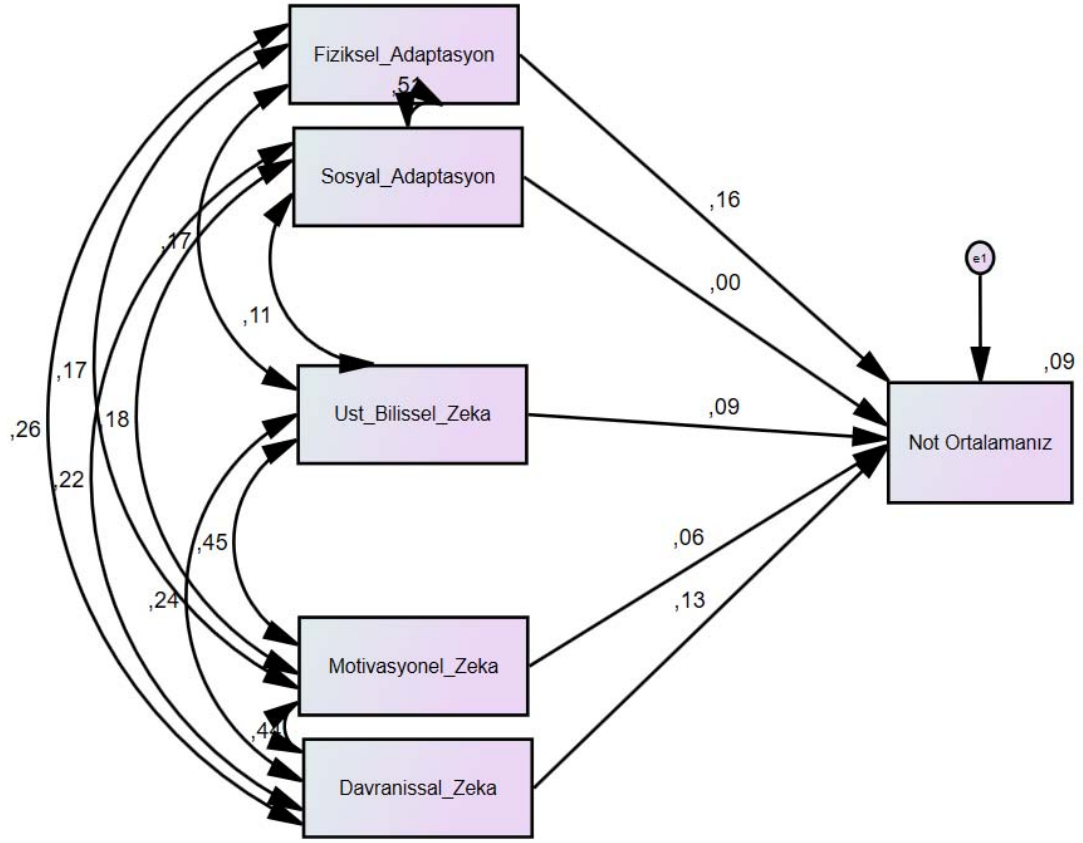 Fiziksel_Adaptasyon
,51
Sosyal_Adaptasyon
,16
,17
,00
e1
,11
,09
,17
,18
,26
Ust_Bilissel_Zeka
,09
Not Ortalamanız
,22
,45
,06
,24
,13
Motivasyonel_Zeka
,44
Davranissal_Zeka